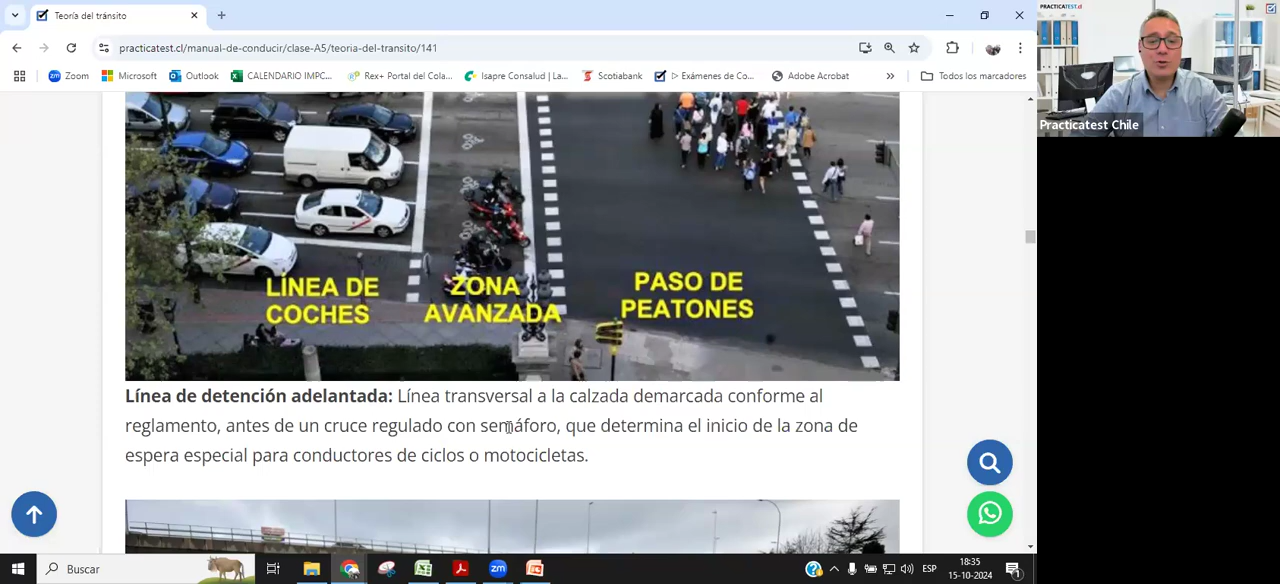 Teoría del tránsito
practicatest.cl/manual-de-conducir/clase-A5/teoria-del-transito/141
Zoom
Microsoft
Outlook
CALENDARIO IMPC...
Rex+ Portal del Cola...
Isapre Consalud | La...
Scotiabank
▷ Exámenes de Co...
Adobe Acrobat
»
Todos los marcadores
PRACTICATEST.cl
Practicatest Chile
LÍNEA DE
COCHES
ZONA
AVANZADA
PASO DE
PEATONES
Línea de detención adelantada: Línea transversal a la calzada demarcada conforme al
reglamento, antes de un cruce regulado con semáforo, que determina el inicio de la zona de
espera especial para conductores de ciclos o motocicletas.
Buscar
zm
ESP
18:35
15-10-2024
1